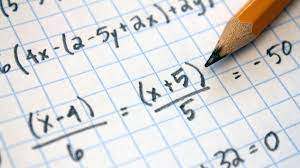 6(4x-(2-5y+2x)+x
(x-4)/6 = (x+5)/5 = -50
32 = 0